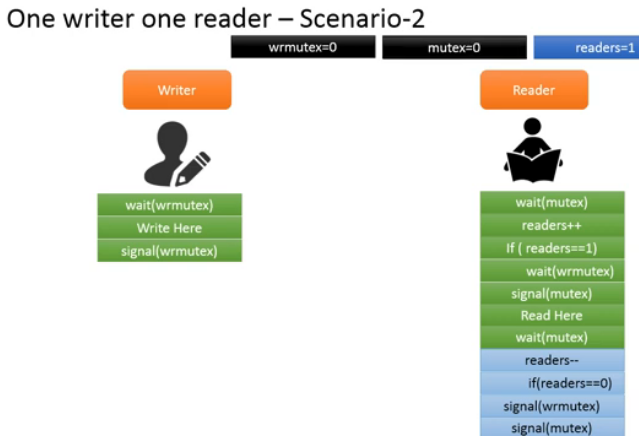 One writer one reader – Scenario-2
wrmutex=0 mutex=0 readers=1
Writer
Reader
wait(wrmutex)
Write Here
signal(wrmutex)
wait(mutex)
readers++
If ( readers==1)
wait(wrmutex)
signal(mutex)
Read Here
wait(mutex)
readers--
if(readers==0)
signal(wrmutex)
signal(mutex)